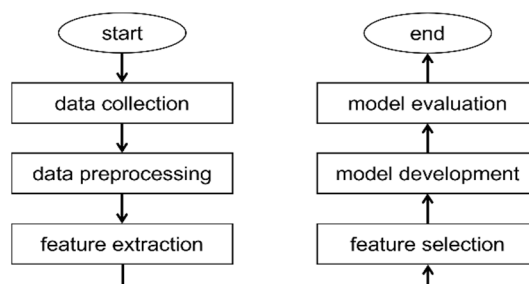 start
data collection
data preprocessing
feature extraction
end
model evaluation
model development
feature selection